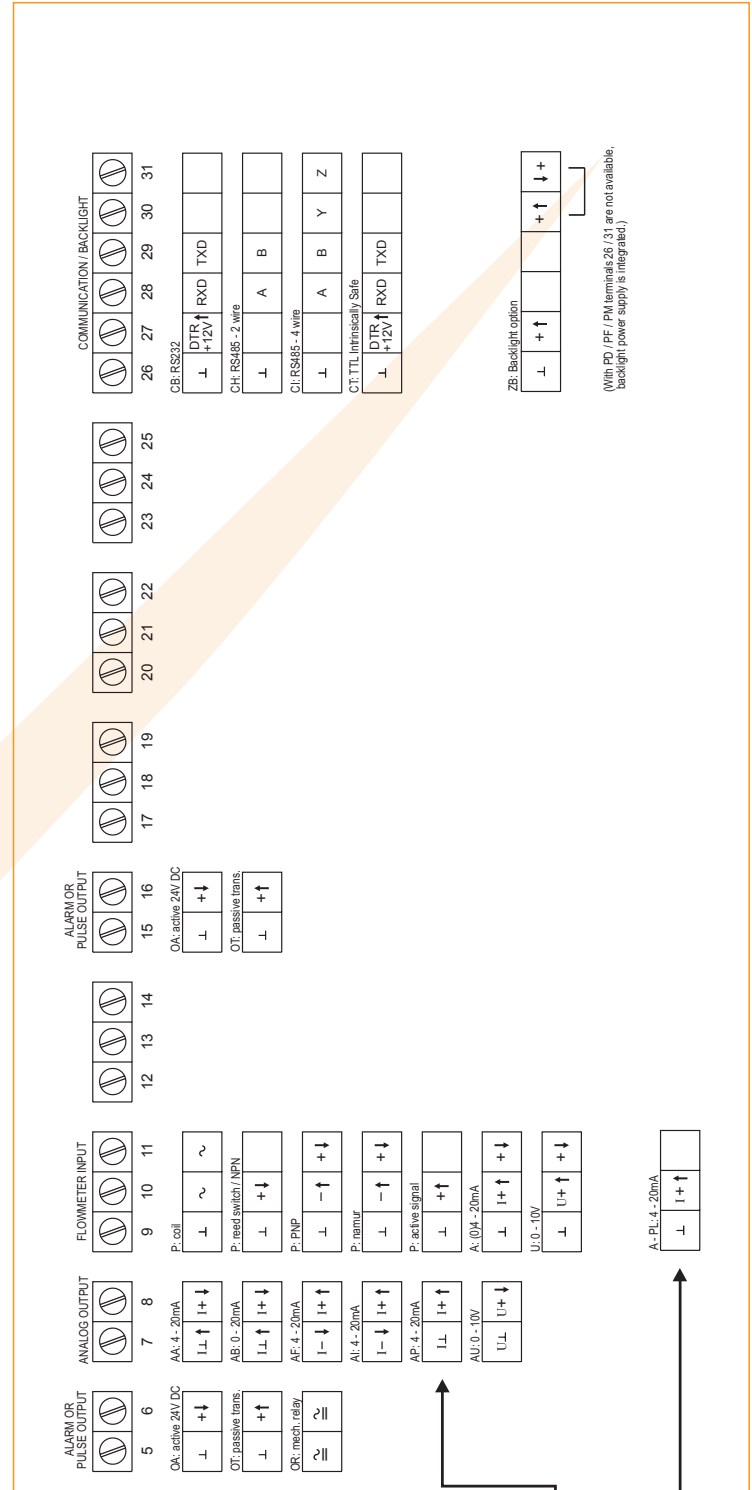 ALARM OR
PULSE OUTPUT
5 6
OA: active 24V DC
⊥ +↓
OT: passive trans.
⊥ +↑
OR: mech. relay
≂ ≂
ANALOG OUTPUT
7 8
AA: 4 - 20mA
I⊥↑ I+↓
AB: 0 - 20mA
I⊥↑ I+↓
AF: 4 - 20mA
I-↓ I+↑
AI: 4 - 20mA
I-↓ I+↑
AP: 4 - 20mA
I⊥ I+↑
AU: 0 - 10V
U⊥ U+↓
FLOWMETER INPUT
9 10 11
P: coil
⊥ ~ ~
P: reed switch / NPN
⊥ +↓
P: PNP
⊥ -↑ +↓
P: namur
⊥ -↑ +↓
P: active signal
⊥ +↑
A: (0)4 - 20mA
⊥ I+↑ +↓
U: 0 - 10V
⊥ U+↑ +↓
A - PL: 4 - 20mA
⊥ I+↑
12 13 14
ALARM OR
PULSE OUTPUT
15 16
OA: active 24V DC
⊥ +↓
OT: passive trans.
⊥ +↑
17 18 19
20 21 22
23 24 25
COMMUNICATION / BACKLIGHT
26 27 28 29 30 31
CB: RS232
⊥ DTR +12V↑ RXD TXD
CH: RS485 - 2 wire
⊥ A B
CI: RS485 - 4 wire
⊥ A B Y Z
CT: TTL Intrinsically Safe
⊥ DTR +12V↑ RXD TXD
ZB: Backlight option
⊥ +↑ +↑ ↓+
(With PD / PF / PM terminals 26 / 31 are not available,
backlight power supply is integrated.)